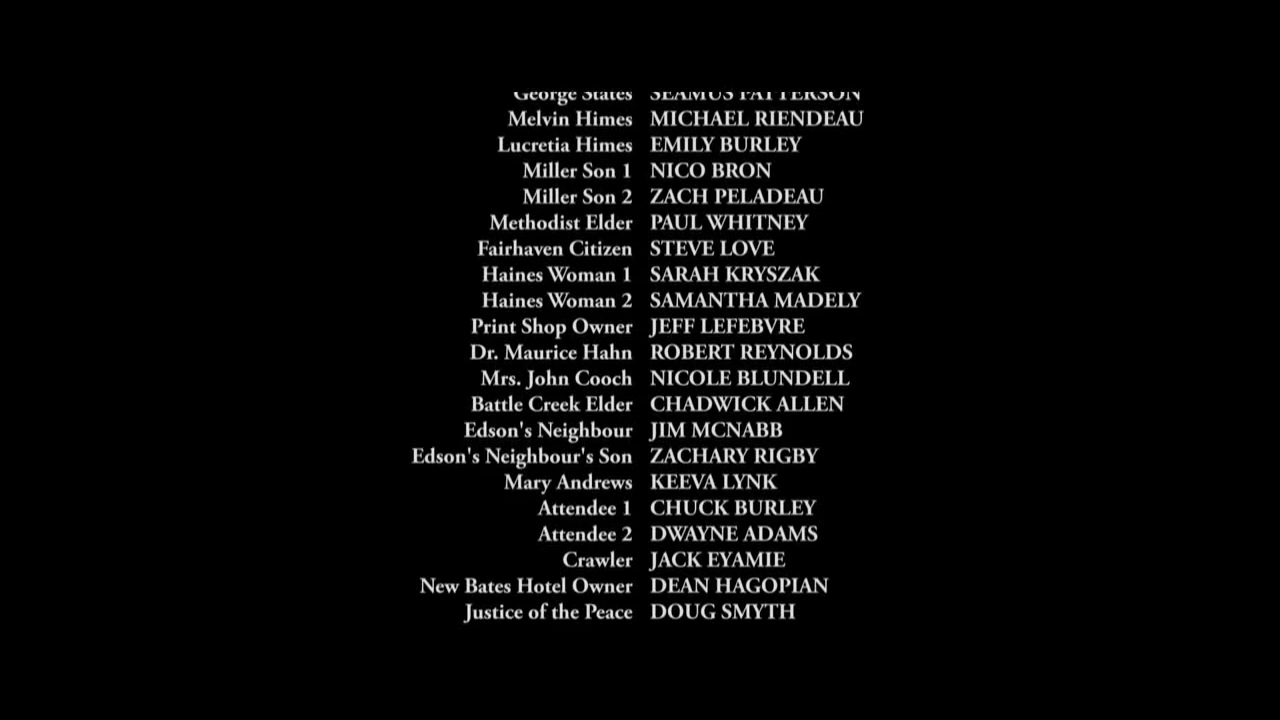 George States SEAMUS PATTERSON
Melvin Himes MICHAEL RIENDEAU
Lucretia Himes EMILY BURLEY
Miller Son 1 NICO BRON
Miller Son 2 ZACH PELADEAU
Methodist Elder PAUL WHITNEY
Fairhaven Citizen STEVE LOVE
Haines Woman 1 SARAH KRYSZAK
Haines Woman 2 SAMANTHA MADELY
Print Shop Owner JEFF LEFEBVRE
Dr. Maurice Hahn ROBERT REYNOLDS
Mrs. John Cooch NICOLE BLUNDELL
Battle Creek Elder CHADWICK ALLEN
Edson's Neighbour JIM MCNABB
Edson's Neighbour's Son ZACHARY RIGBY
Mary Andrews KEEVA LYNK
Attendee 1 CHUCK BURLEY
Attendee 2 DWAYNE ADAMS
Crawler JACK EYAMIE
New Bates Hotel Owner DEAN HAGOPIAN
Justice of the Peace DOUG SMYTH